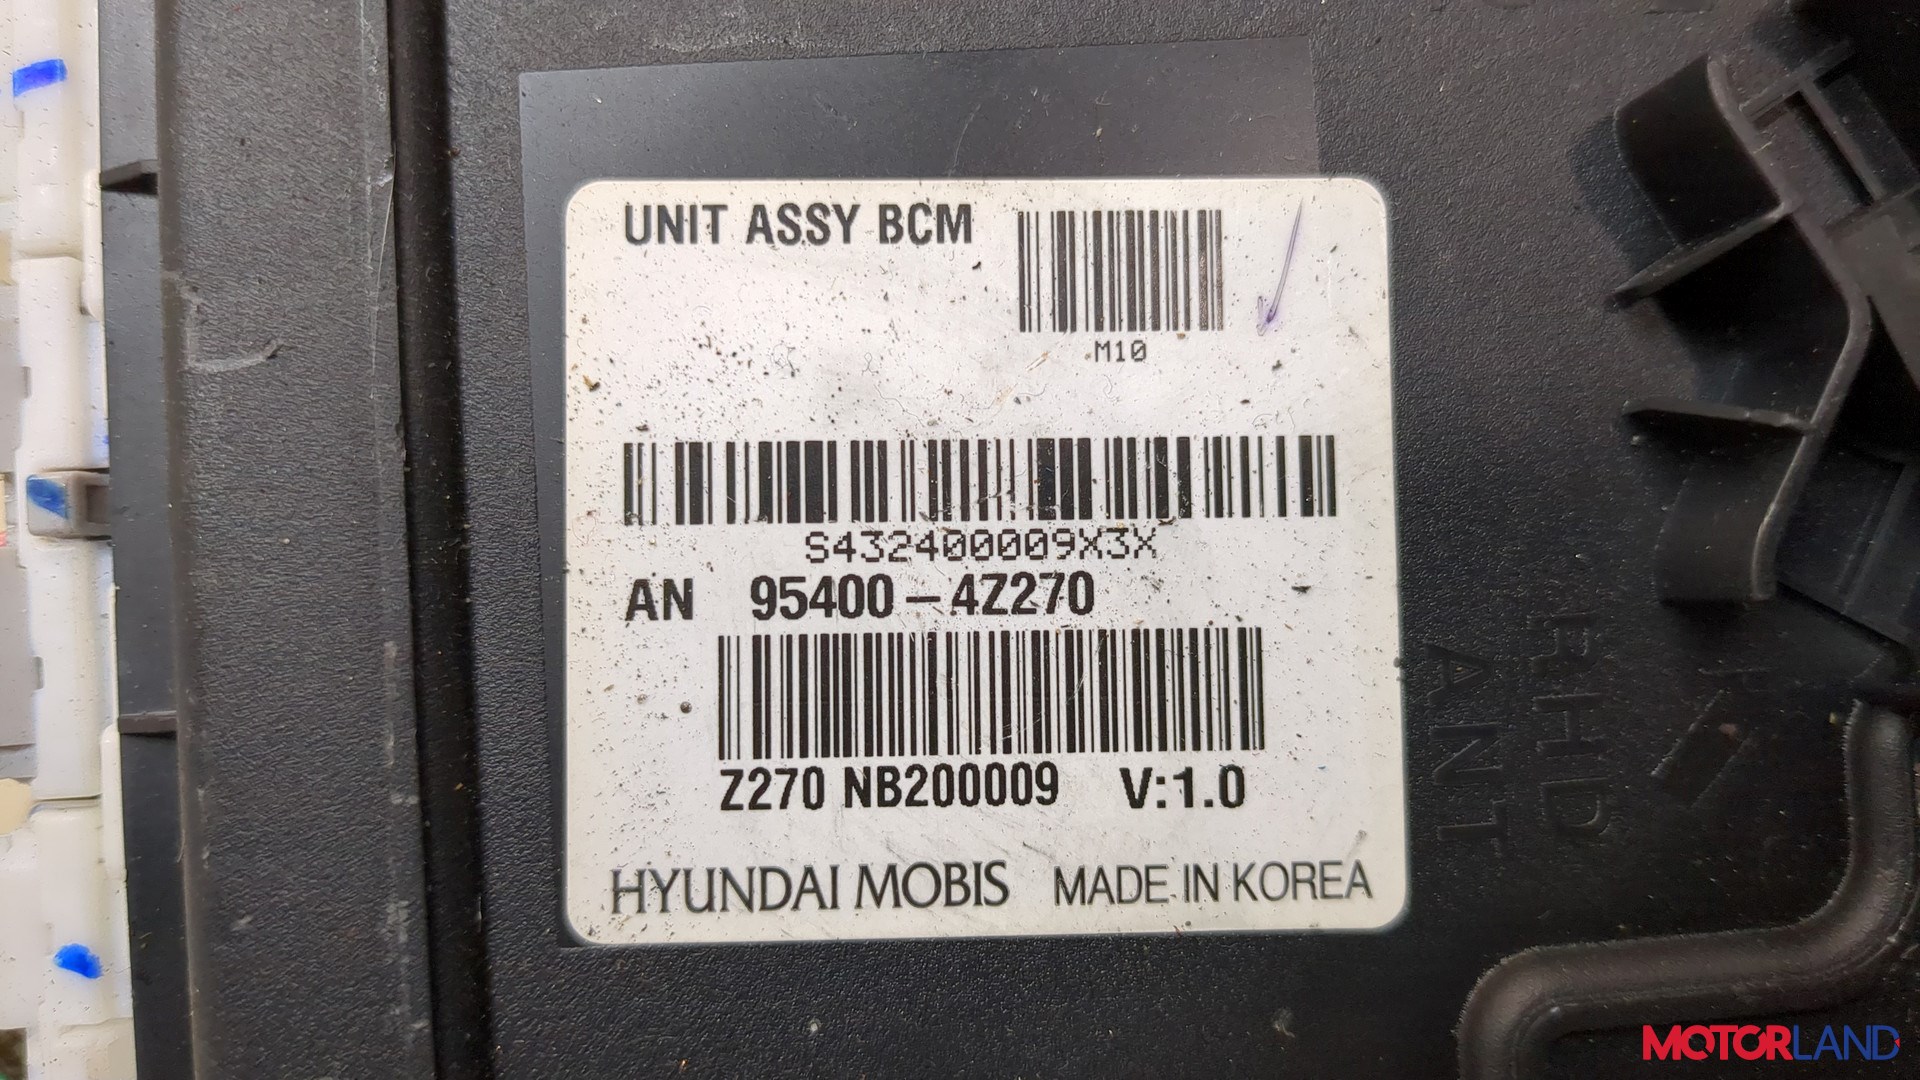 UNIT ASSY BCM
M10
S432400009X3X
AN 95400-4Z270
Z270 NB200009 V:1.0
HYUNDAI MOBIS MADE IN KOREA
RHD
ANT
MOTORLAND